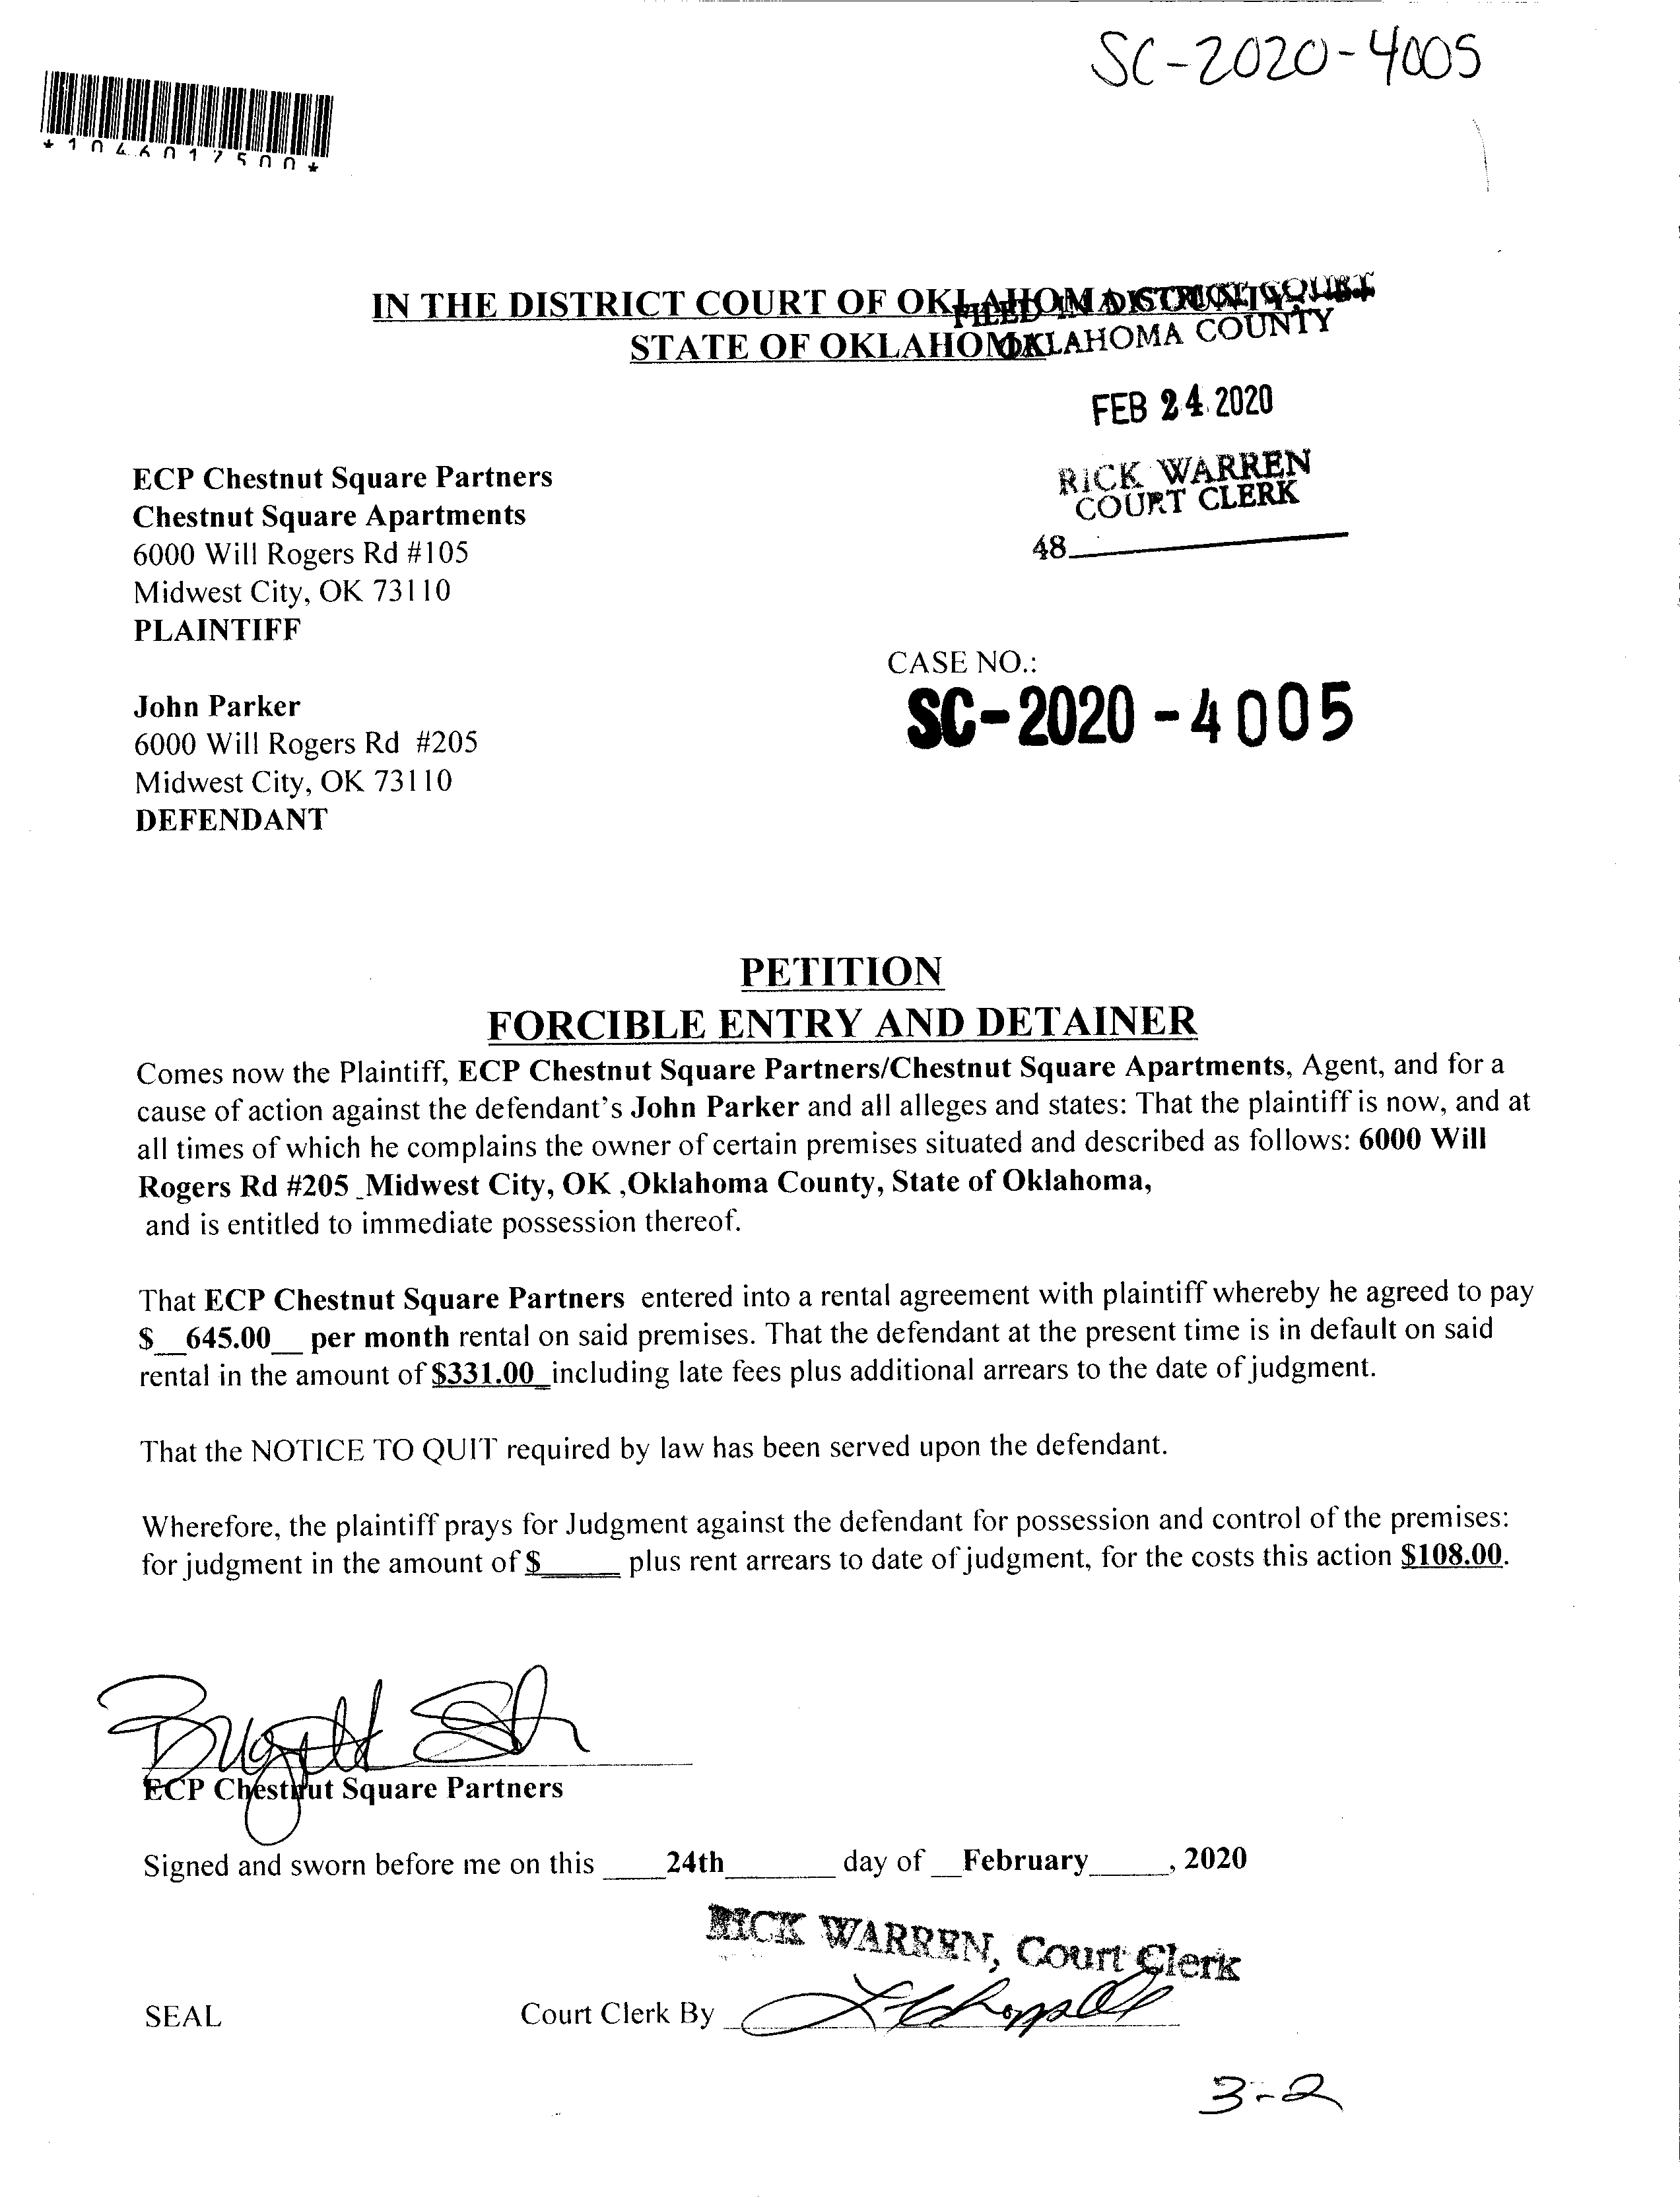 SC-2020-4005
*1046017500*
IN THE DISTRICT COURT OF OKLAHOMA COUNTY
FILED IN DISTRICT COURT
STATE OF OKLAHOMA
OKLAHOMA COUNTY
FEB 24 2020
RICK WARREN
COURT CLERK
48
ECP Chestnut Square Partners
Chestnut Square Apartments
6000 Will Rogers Rd #105
Midwest City, OK 73110
PLAINTIFF
CASE NO.:
SC-2020-4005
John Parker
6000 Will Rogers Rd #205
Midwest City, OK 73110
DEFENDANT
PETITION
FORCIBLE ENTRY AND DETAINER
Comes now the Plaintiff, ECP Chestnut Square Partners/Chestnut Square Apartments, Agent, and for a
cause of action against the defendant's John Parker and all alleges and states: That the plaintiff is now, and at
all times of which he complains the owner of certain premises situated and described as follows: 6000 Will
Rogers Rd #205 _Midwest City, OK ,Oklahoma County, State of Oklahoma,
and is entitled to immediate possession thereof.
That ECP Chestnut Square Partners entered into a rental agreement with plaintiff whereby he agreed to pay
$__645.00__ per month rental on said premises. That the defendant at the present time is in default on said
rental in the amount of $331.00_including late fees plus additional arrears to the date of judgment.
That the NOTICE TO QUIT required by law has been served upon the defendant.
Wherefore, the plaintiff prays for Judgment against the defendant for possession and control of the premises:
for judgment in the amount of $_____ plus rent arrears to date of judgment, for the costs this action $108.00.
ECP Chestnut Square Partners
Signed and sworn before me on this ____24th_______ day of __February_____, 2020
RICK WARREN, Court Clerk
SEAL
Court Clerk By
3-2